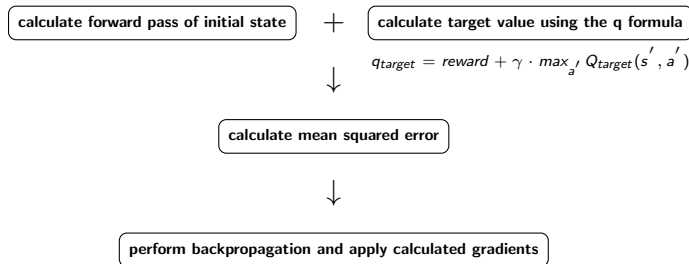 calculate forward pass of initial state + calculate target value using the q formula
q_target = reward + γ · max_a′ Q_target(s′, a′)
calculate mean squared error
perform backpropagation and apply calculated gradients